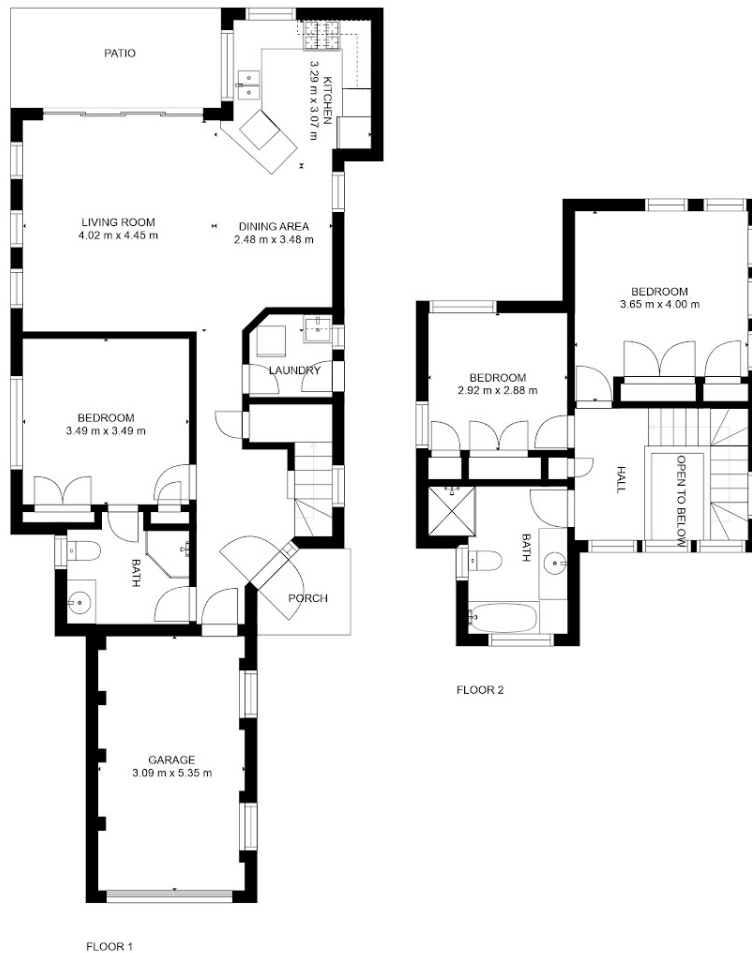 PATIO
KITCHEN
3.29 m x 3.07 m
LIVING ROOM
4.02 m x 4.45 m
DINING AREA
2.48 m x 3.48 m
LAUNDRY
BEDROOM
3.49 m x 3.49 m
BATH
PORCH
GARAGE
3.09 m x 5.35 m
FLOOR 1
BEDROOM
3.65 m x 4.00 m
BEDROOM
2.92 m x 2.88 m
HALL
OPEN TO BELOW
BATH
FLOOR 2